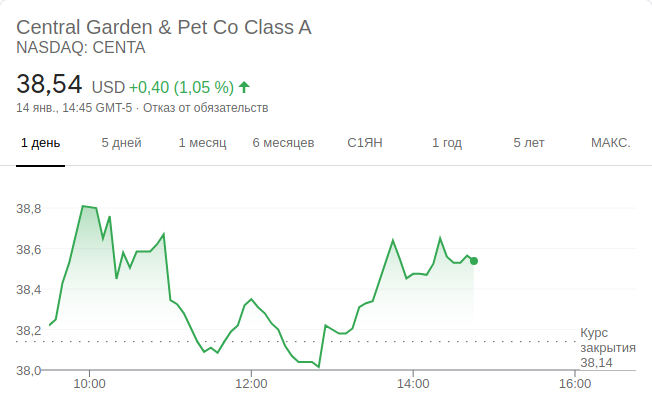 Central Garden & Pet Co Class A
NASDAQ: CENTA
38,54 USD +0,40 (1,05 %)
14 янв., 14:45 GMT-5 · Отказ от обязательств
1 день 5 дней 1 месяц 6 месяцев С1ЯН 1 год 5 лет МАКС.
38,8
38,6
38,4
38,2
Курс
закрытия
38,14
38,0
10:00 12:00 14:00 16:00